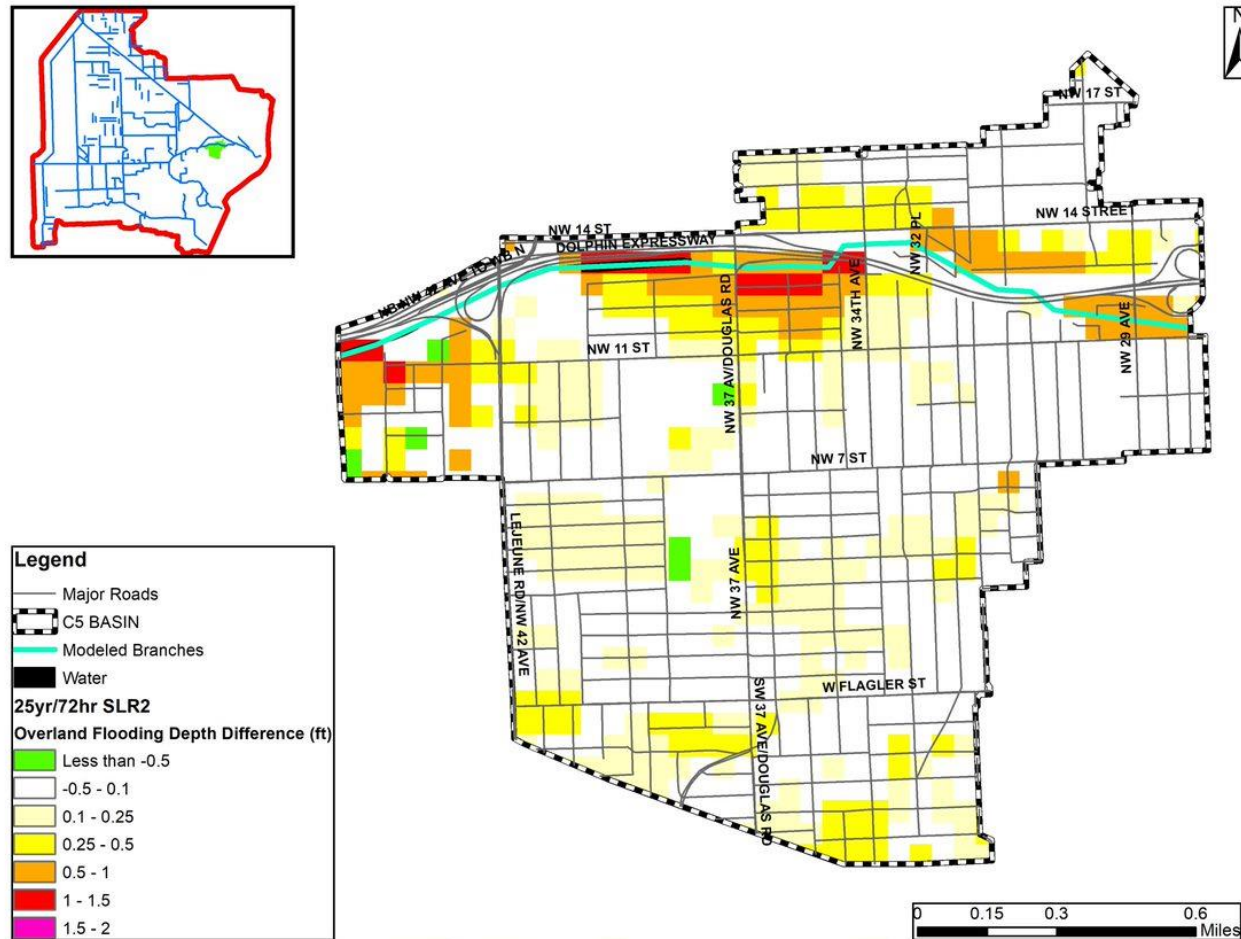 N
NW 17 ST
NW 14 STREET
NW 14 ST
DOLPHIN EXPRESSWAY
NW 32 PL
NW 34TH AVE
NW 37 AV/DOUGLAS RD
NW 29 AVE
NW 11 ST
NW 7 ST
LEJEUNE RD/NW 42 AVE
NW 37 AVE
W FLAGLER ST
SW 37 AVE/DOUGLAS RD
Legend
Major Roads
C5 BASIN
Modeled Branches
Water
25yr/72hr SLR2
Overland Flooding Depth Difference (ft)
Less than -0.5
-0.5 - 0.1
0.1 - 0.25
0.25 - 0.5
0.5 - 1
1 - 1.5
1.5 - 2
0 0.15 0.3 0.6
Miles